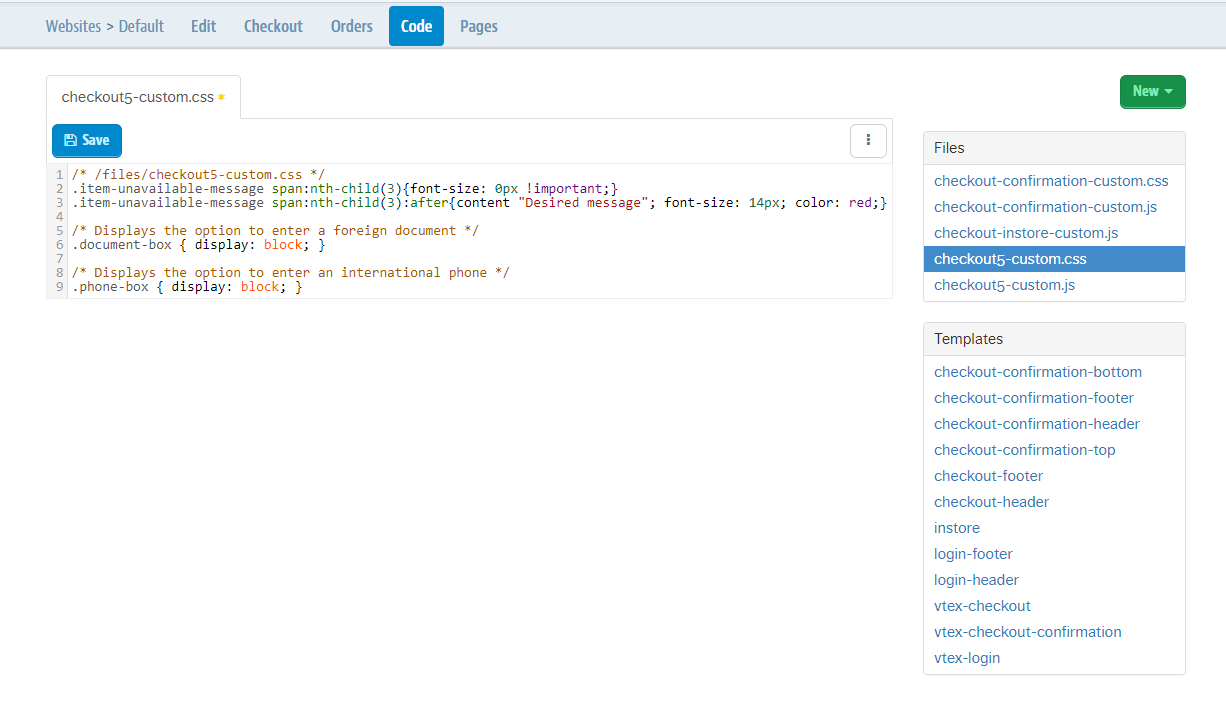 Websites > Default Edit Checkout Orders Code Pages
checkout5-custom.css *
New
Save
1 /* /files/checkout5-custom.css */
2 .item-unavailable-message span:nth-child(3){font-size: 0px !important;}
3 .item-unavailable-message span:nth-child(3):after{content "Desired message"; font-size: 14px; color: red;}
4
5 /* Displays the option to enter a foreign document */
6 .document-box { display: block; }
7
8 /* Displays the option to enter an international phone */
9 .phone-box { display: block; }
Files
checkout-confirmation-custom.css
checkout-confirmation-custom.js
checkout-instore-custom.js
checkout5-custom.css
checkout5-custom.js
Templates
checkout-confirmation-bottom
checkout-confirmation-footer
checkout-confirmation-header
checkout-confirmation-top
checkout-footer
checkout-header
instore
login-footer
login-header
vtex-checkout
vtex-checkout-confirmation
vtex-login